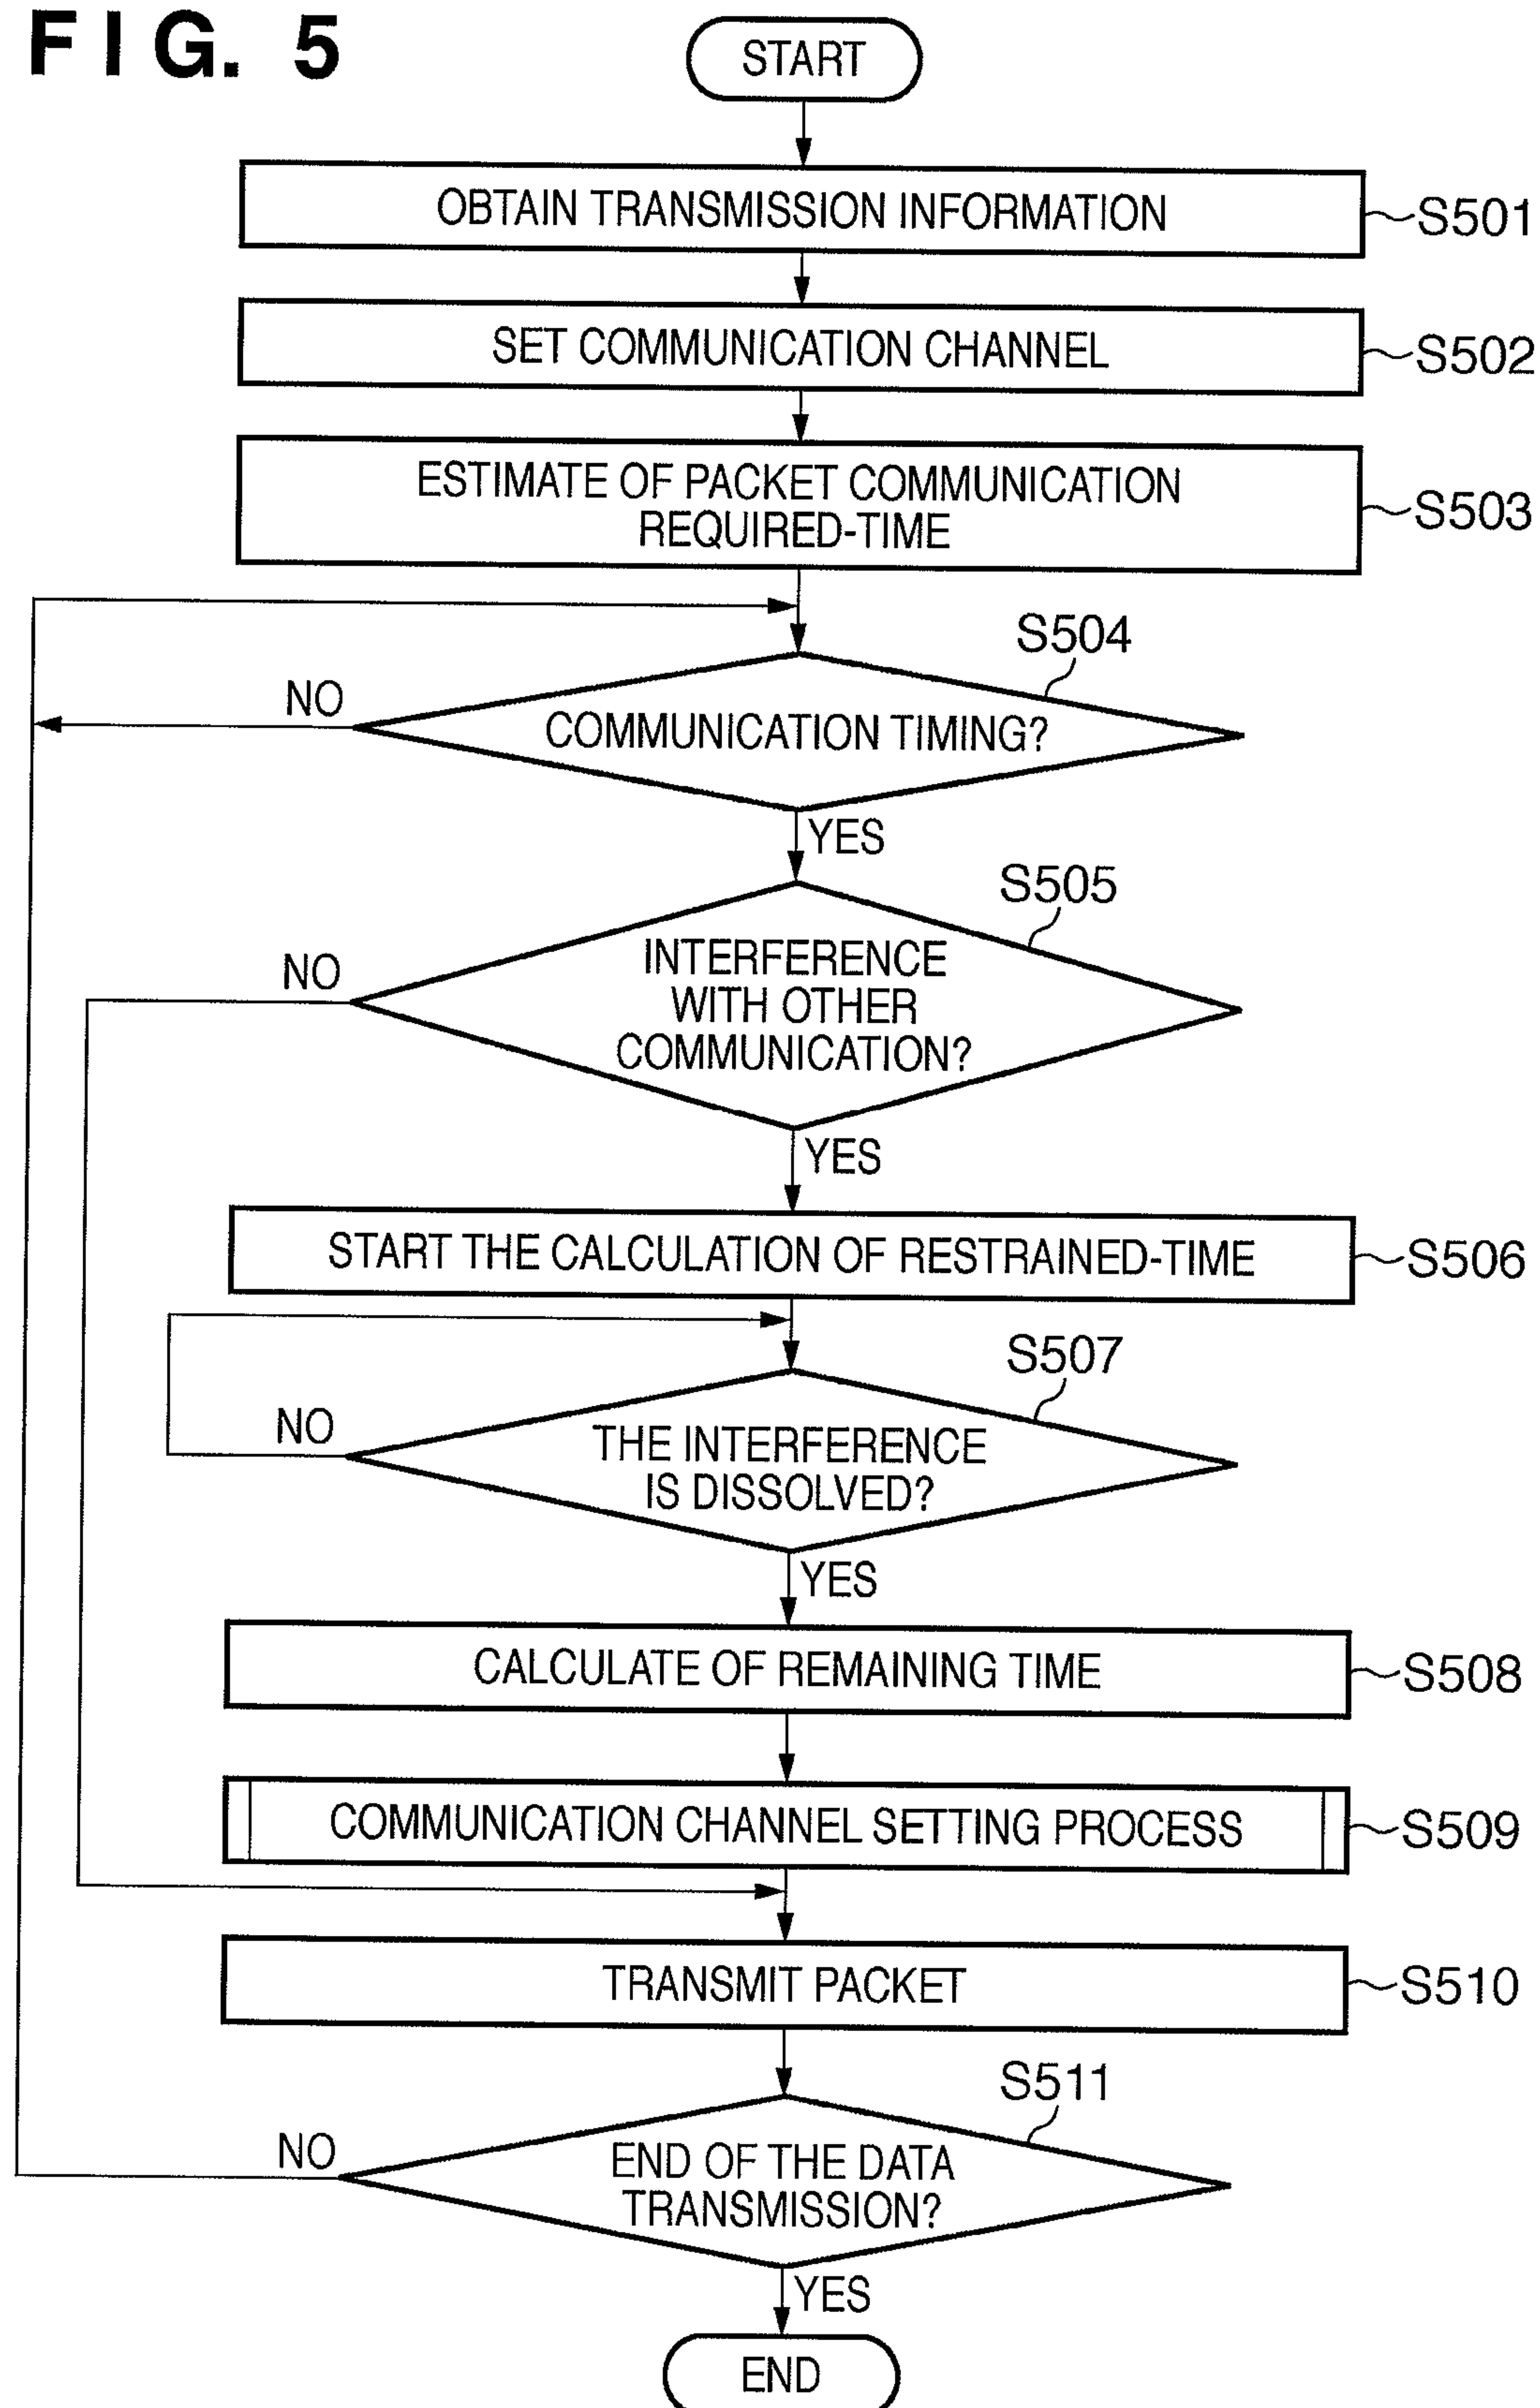 FIG. 5
START
OBTAIN TRANSMISSION INFORMATION
S501
SET COMMUNICATION CHANNEL
S502
ESTIMATE OF PACKET COMMUNICATION
REQUIRED-TIME
S503
S504
NO
COMMUNICATION TIMING?
YES
S505
NO
INTERFERENCE
WITH OTHER
COMMUNICATION?
YES
START THE CALCULATION OF RESTRAINED-TIME
S506
S507
NO
THE INTERFERENCE
IS DISSOLVED?
YES
CALCULATE OF REMAINING TIME
S508
COMMUNICATION CHANNEL SETTING PROCESS
S509
TRANSMIT PACKET
S510
S511
NO
END OF THE DATA
TRANSMISSION?
YES
END